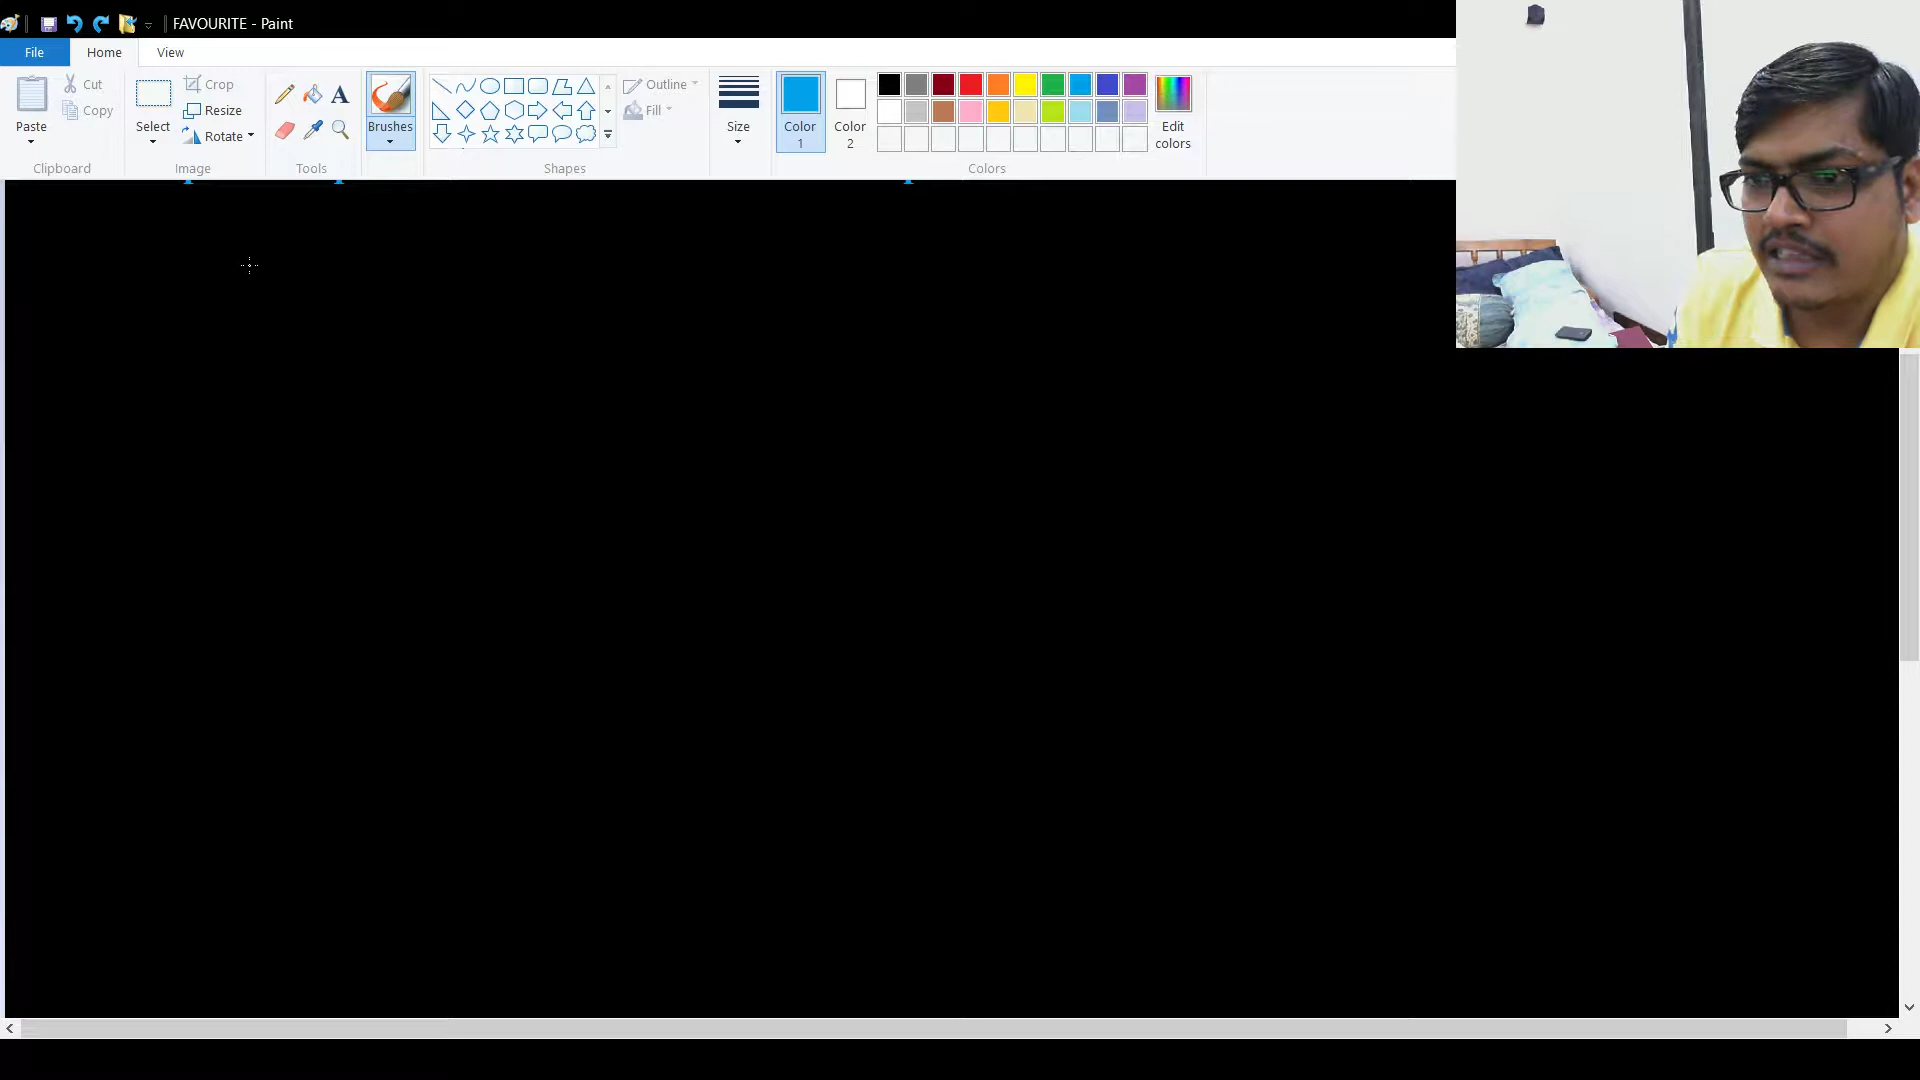 FAVOURITE - Paint
File Home View
Paste Cut Copy Select Crop Resize Rotate Brushes Outline Fill Size Color 1 Color 2 Edit colors
Clipboard Image Tools Shapes Colors